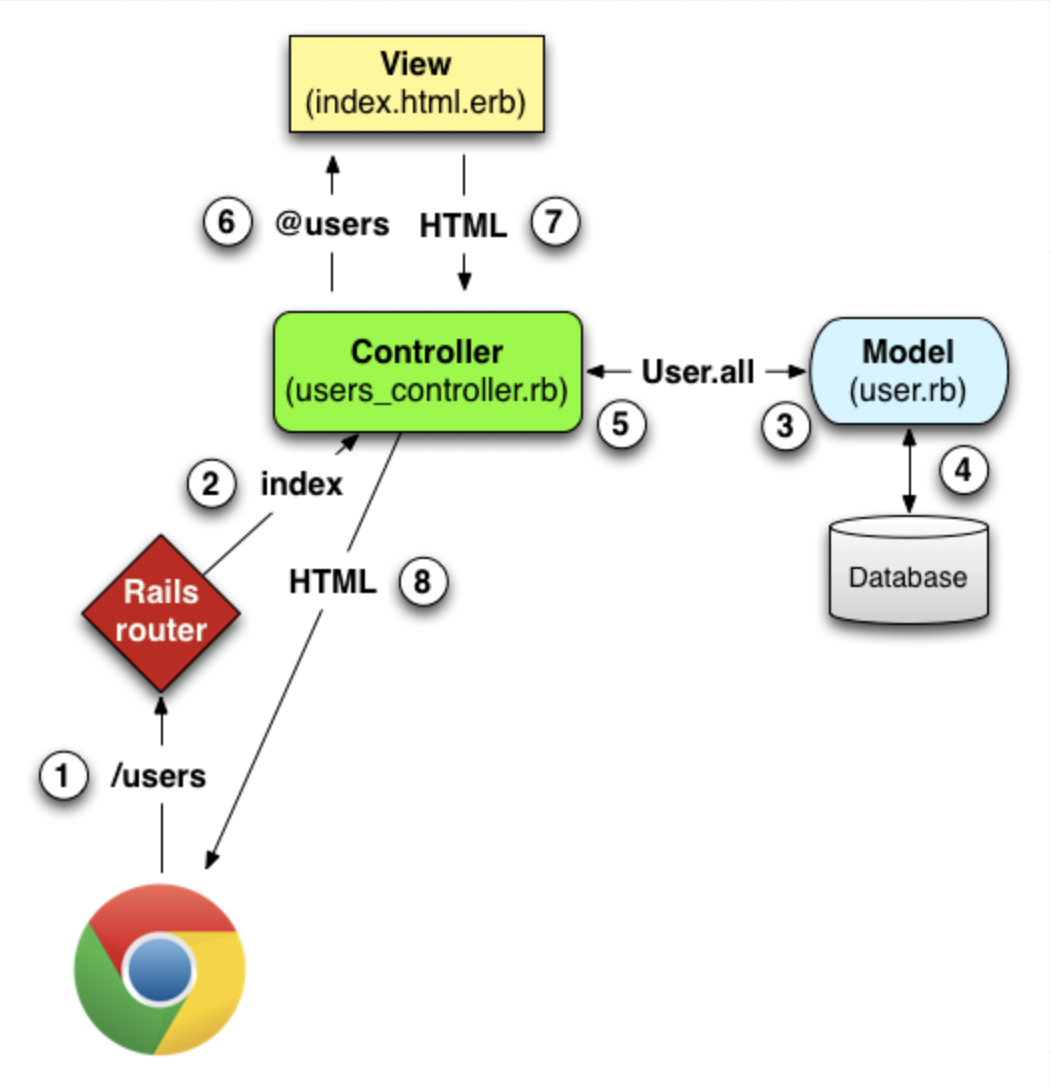 View
(index.html.erb)
6 @users HTML 7
Controller
(users_controller.rb)
User.all
Model
(user.rb)
5
3
4
2 index
Database
HTML 8
Rails
router
1 /users